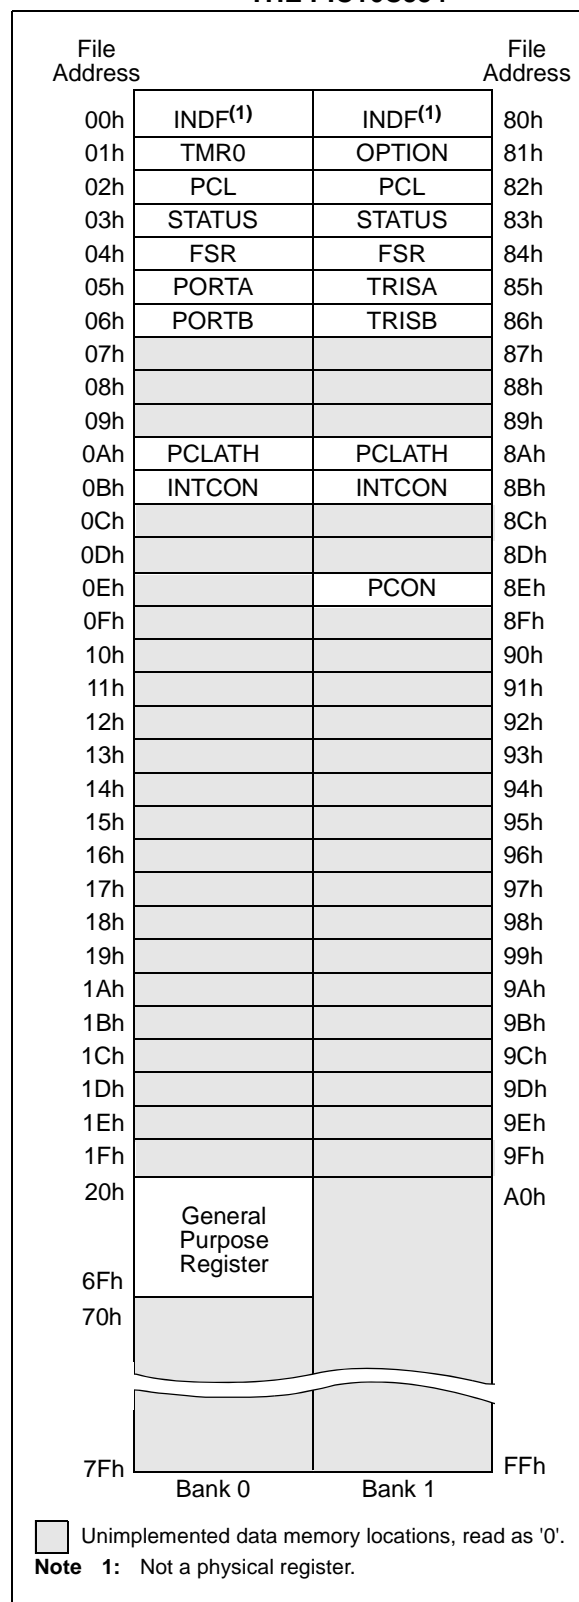 File Address File Address
00h INDF(1) INDF(1) 80h
01h TMR0 OPTION 81h
02h PCL PCL 82h
03h STATUS STATUS 83h
04h FSR FSR 84h
05h PORTA TRISA 85h
06h PORTB TRISB 86h
07h 87h
08h 88h
09h 89h
0Ah PCLATH PCLATH 8Ah
0Bh INTCON INTCON 8Bh
0Ch 8Ch
0Dh 8Dh
0Eh PCON 8Eh
0Fh 8Fh
10h 90h
11h 91h
12h 92h
13h 93h
14h 94h
15h 95h
16h 96h
17h 97h
18h 98h
19h 99h
1Ah 9Ah
1Bh 9Bh
1Ch 9Ch
1Dh 9Dh
1Eh 9Eh
1Fh 9Fh
20h A0h
General
Purpose
Register
6Fh
70h
7Fh FFh
Bank 0 Bank 1
Unimplemented data memory locations, read as '0'.
Note 1: Not a physical register.